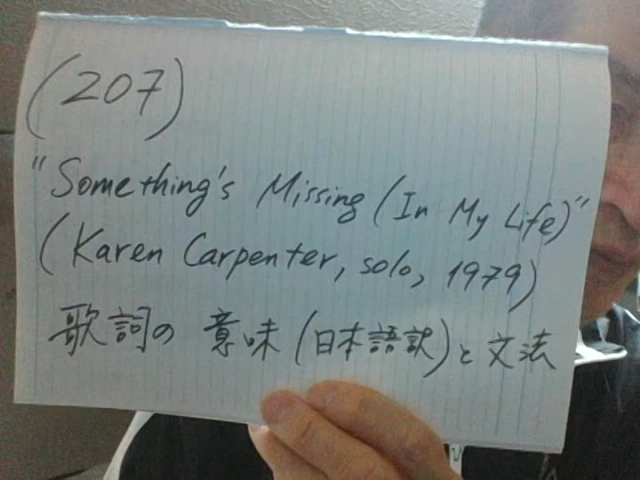 (207)
"Something's Missing (In My Life)"
(Karen Carpenter, solo, 1979)
歌詞の意味(日本語訳)と文法